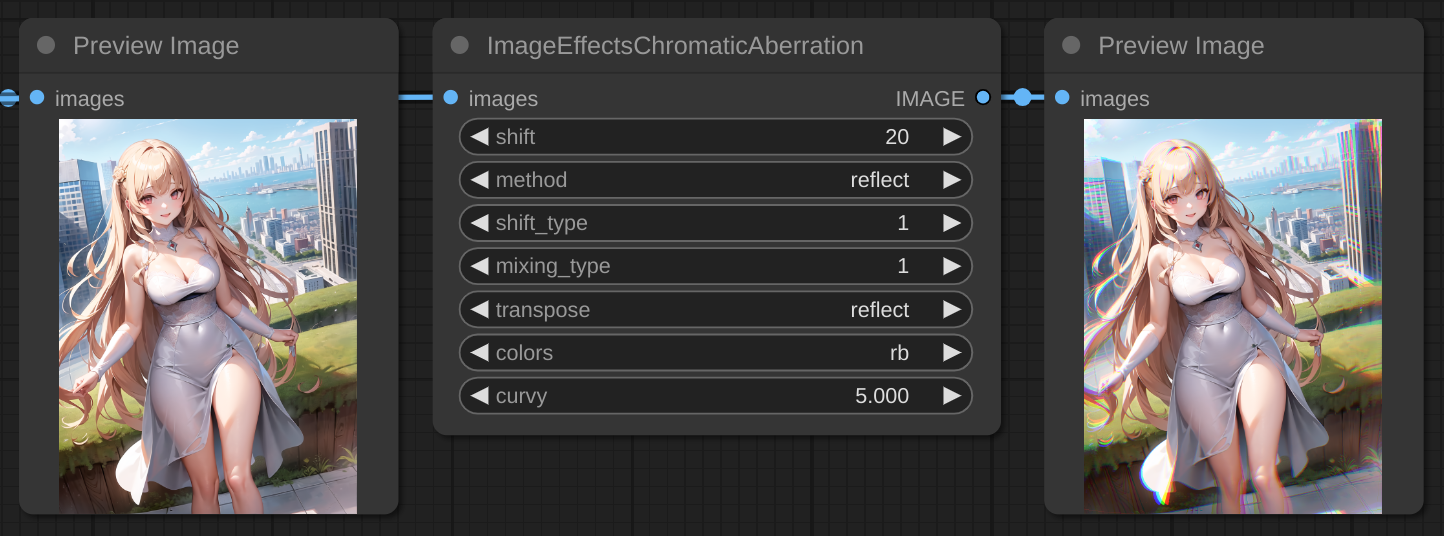 Preview Image
images
ImageEffectsChromaticAberration
images IMAGE
shift 20
method reflect
shift_type 1
mixing_type 1
transpose reflect
colors rb
curvy 5.000
Preview Image
images